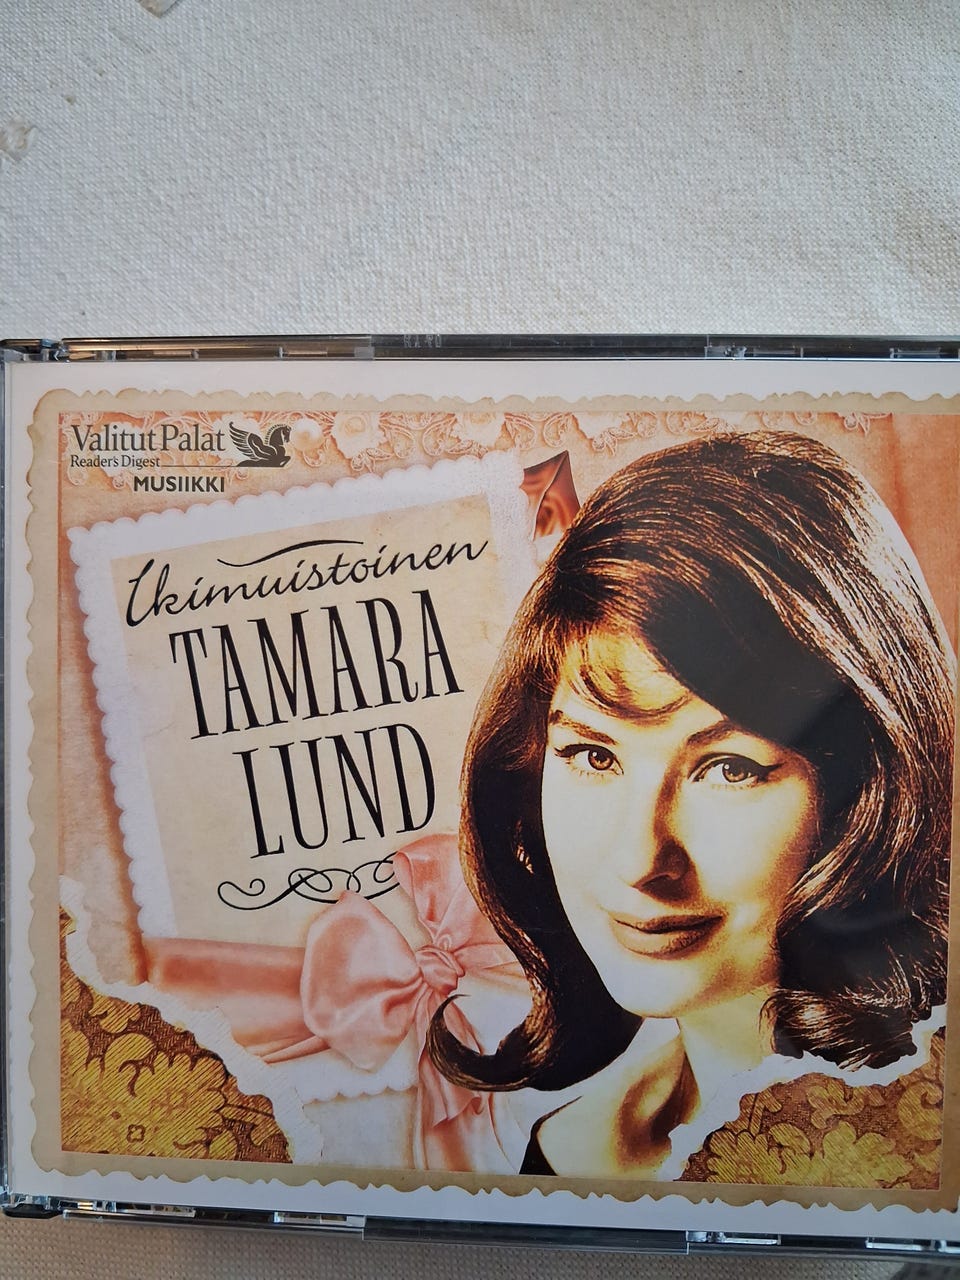 Valitut Palat
Reader's Digest
MUSIIKKI
Ikimuistoinen
TAMARA
LUND